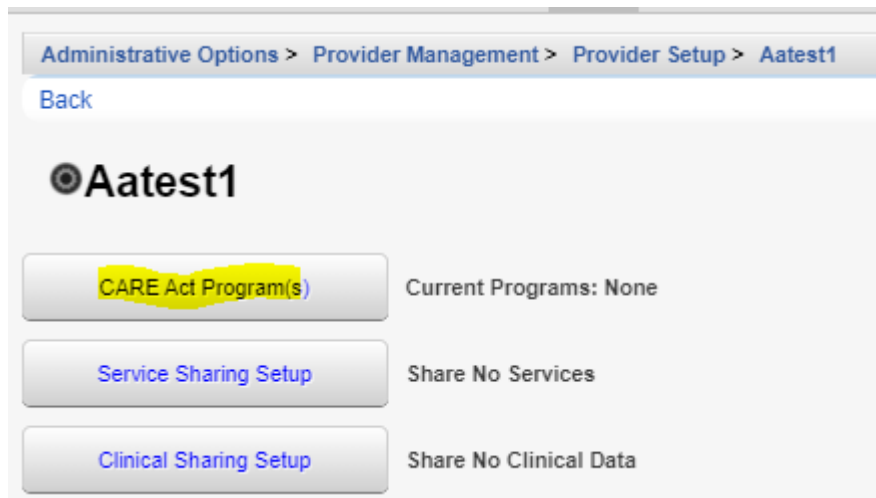 Administrative Options > Provider Management > Provider Setup > Aatest1
Back
Aatest1
CARE Act Program(s) Current Programs: None
Service Sharing Setup Share No Services
Clinical Sharing Setup Share No Clinical Data